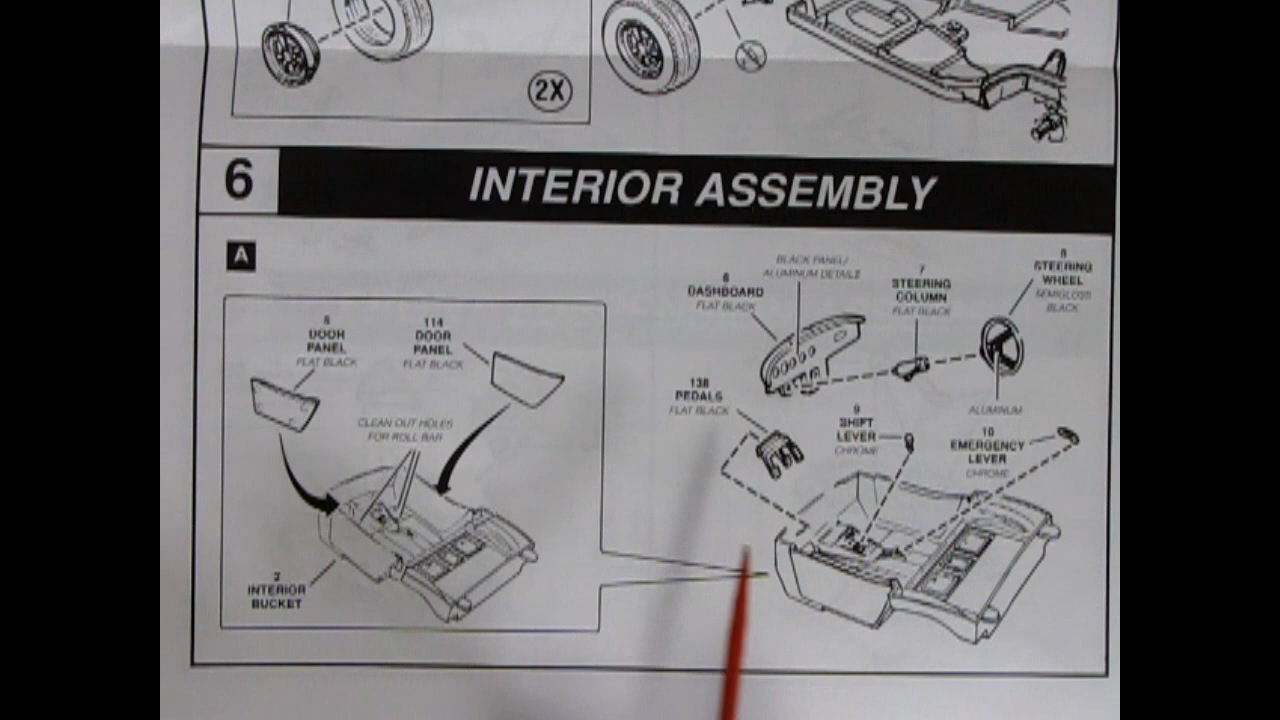 2X
6
INTERIOR ASSEMBLY
A
DOOR
PANEL
FLAT BLACK
114
DOOR
PANEL
FLAT BLACK
CLEAN OUT HOLES
FOR ROLL BAR
2
INTERIOR
BUCKET
BLACK PANEL/
ALUMINUM DETAILS
6
DASHBOARD
FLAT BLACK
7
STEERING
COLUMN
FLAT BLACK
8
STEERING
WHEEL
SEMIGLOSS
BLACK
138
PEDALS
FLAT BLACK
9
SHIFT
LEVER
CHROME
ALUMINUM
10
EMERGENCY
LEVER
CHROME